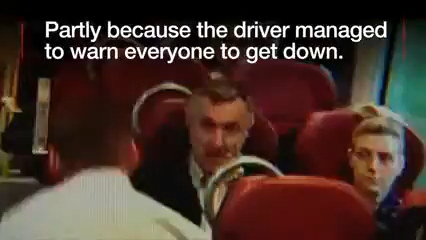 Partly because the driver managed
to warn everyone to get down.